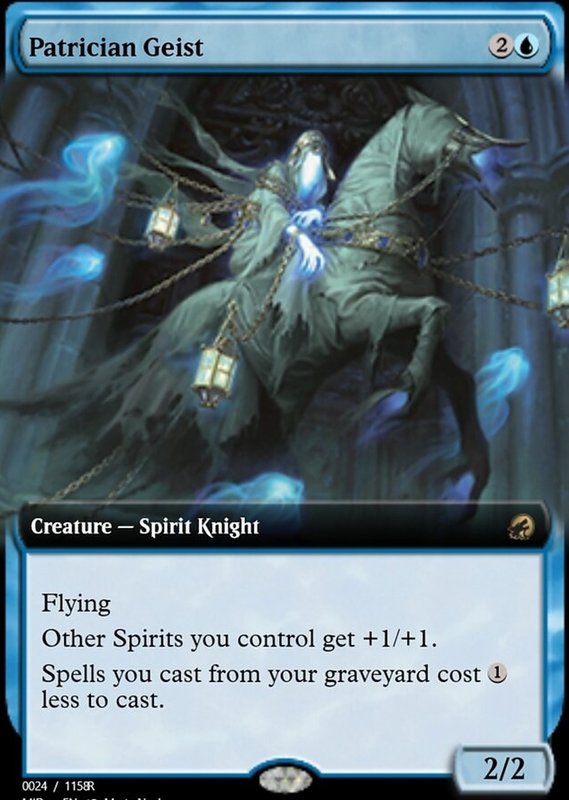 Patrician Geist
2
Creature — Spirit Knight
Flying
Other Spirits you control get +1/+1.
Spells you cast from your graveyard cost 1
less to cast.
2/2
0024 / 1158R